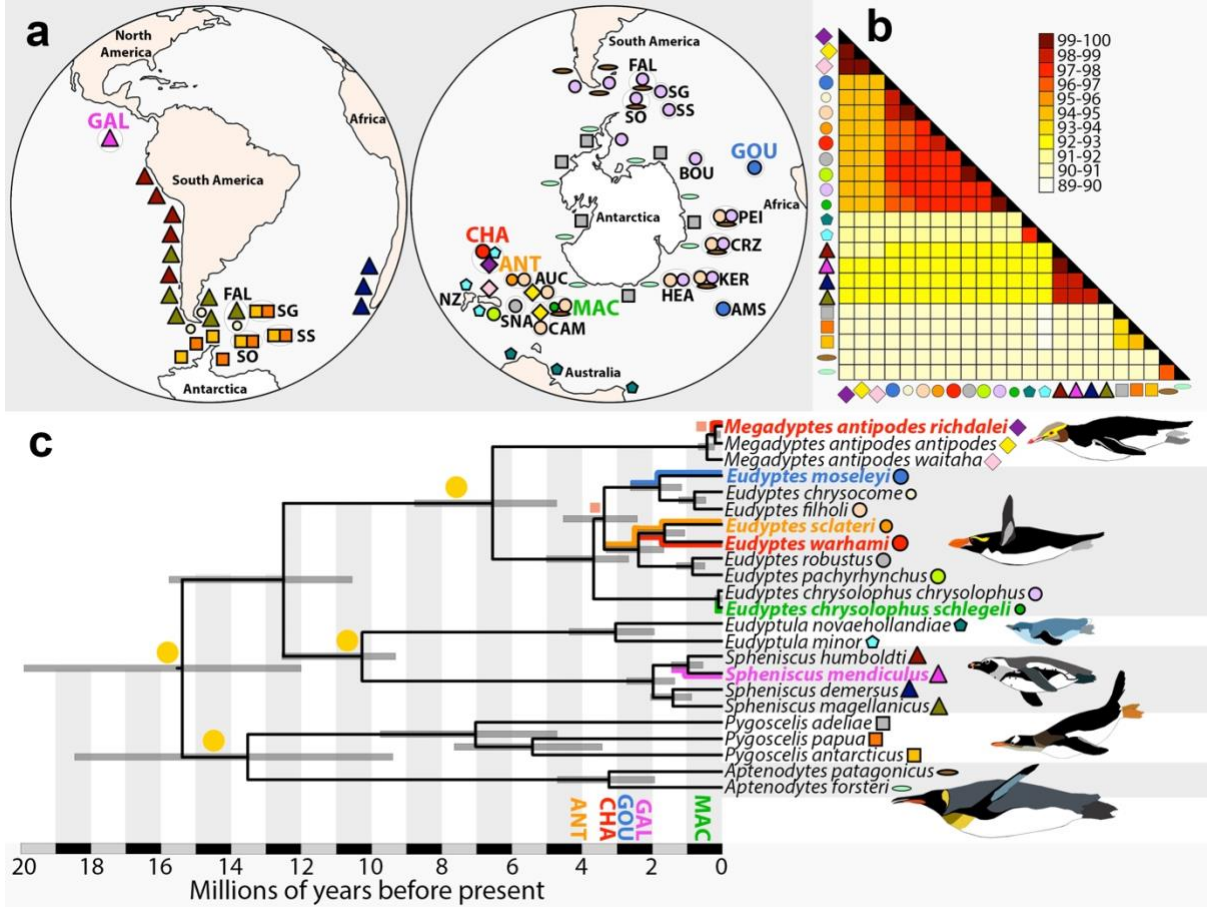 a
North
America
GAL
Africa
South America
FAL
SG
SO
SS
Antarctica
South America
FAL
SG
SO
SS
GOU
BOU
Africa
Antarctica
PEI
CHA
CRZ
ANT
AUC
KER
NZ
HEA
MAC
SNA
CAM
AMS
Australia
b
99-100
98-99
97-98
96-97
95-96
94-95
93-94
92-93
91-92
90-91
89-90
c
Megadyptes antipodes richdalei
Megadyptes antipodes antipodes
Megadyptes antipodes waitaha
Eudyptes moseleyi
Eudyptes chrysocome
Eudyptes filholi
Eudyptes sclateri
Eudyptes warhami
Eudyptes robustus
Eudyptes pachyrhynchus
Eudyptes chrysolophus chrysolophus
Eudyptes chrysolophus schlegeli
Eudyptula novaehollandiae
Eudyptula minor
Spheniscus humboldti
Spheniscus mendiculus
Spheniscus demersus
Spheniscus magellanicus
Pygoscelis adeliae
Pygoscelis papua
Pygoscelis antarcticus
Aptenodytes patagonicus
Aptenodytes forsteri
ANT
CHA
GOU
GAL
MAC
20 18 16 14 12 10 8 6 4 2 0
Millions of years before present